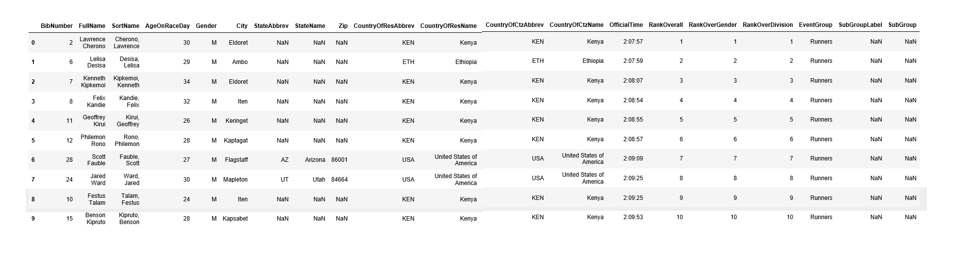 BibNumber FullName SortName AgeOnRaceDay Gender City StateAbbrev StateName Zip CountryOfResAbbrev CountryOfResName CountryOfCtzAbbrev CountryOfCtzName OfficialTime RankOverall RankOverGender RankOverDivision EventGroup SubGroupLabel SubGroup
0 2 Lawrence Cherono Cherono, Lawrence 30 M Eldoret NaN NaN NaN KEN Kenya KEN Kenya 2:07:57 1 1 1 Runners NaN NaN
1 6 Lelisa Desisa Desisa, Lelisa 29 M Ambo NaN NaN NaN ETH Ethiopia ETH Ethiopia 2:07:59 2 2 2 Runners NaN NaN
2 7 Kenneth Kipkemoi Kipkemoi, Kenneth 34 M Eldoret NaN NaN NaN KEN Kenya KEN Kenya 2:08:07 3 3 3 Runners NaN NaN
3 8 Felix Kandie Kandie, Felix 32 M Iten NaN NaN NaN KEN Kenya KEN Kenya 2:08:54 4 4 4 Runners NaN NaN
4 11 Geoffrey Kirui Kirui, Geoffrey 26 M Keringet NaN NaN NaN KEN Kenya KEN Kenya 2:08:55 5 5 5 Runners NaN NaN
5 12 Philemon Rono Rono, Philemon 28 M Kaptagat NaN NaN NaN KEN Kenya KEN Kenya 2:08:57 6 6 6 Runners NaN NaN
6 28 Scott Fauble Fauble, Scott 27 M Flagstaff AZ Arizona 86001 USA United States of America USA United States of America 2:09:09 7 7 7 Runners NaN NaN
7 24 Jared Ward Ward, Jared 30 M Mapleton UT Utah 84664 USA United States of America USA United States of America 2:09:25 8 8 8 Runners NaN NaN
8 10 Festus Talam Talam, Festus 24 M Iten NaN NaN NaN KEN Kenya KEN Kenya 2:09:25 9 9 9 Runners NaN NaN
9 15 Benson Kipruto Kipruto, Benson 28 M Kapsabet NaN NaN NaN KEN Kenya KEN Kenya 2:09:53 10 10 10 Runners NaN NaN